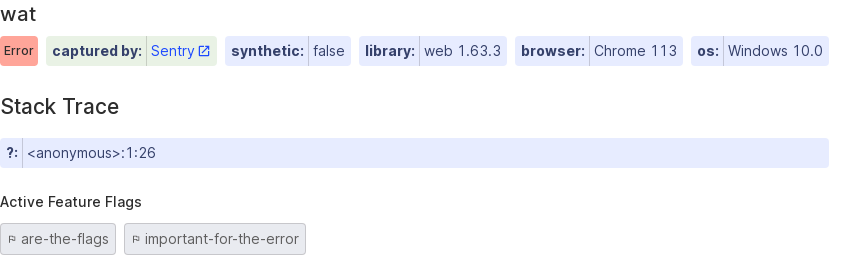 wat
Error captured by: Sentry synthetic: false library: web 1.63.3 browser: Chrome 113 os: Windows 10.0
Stack Trace
?: <anonymous>:1:26
Active Feature Flags
are-the-flags important-for-the-error